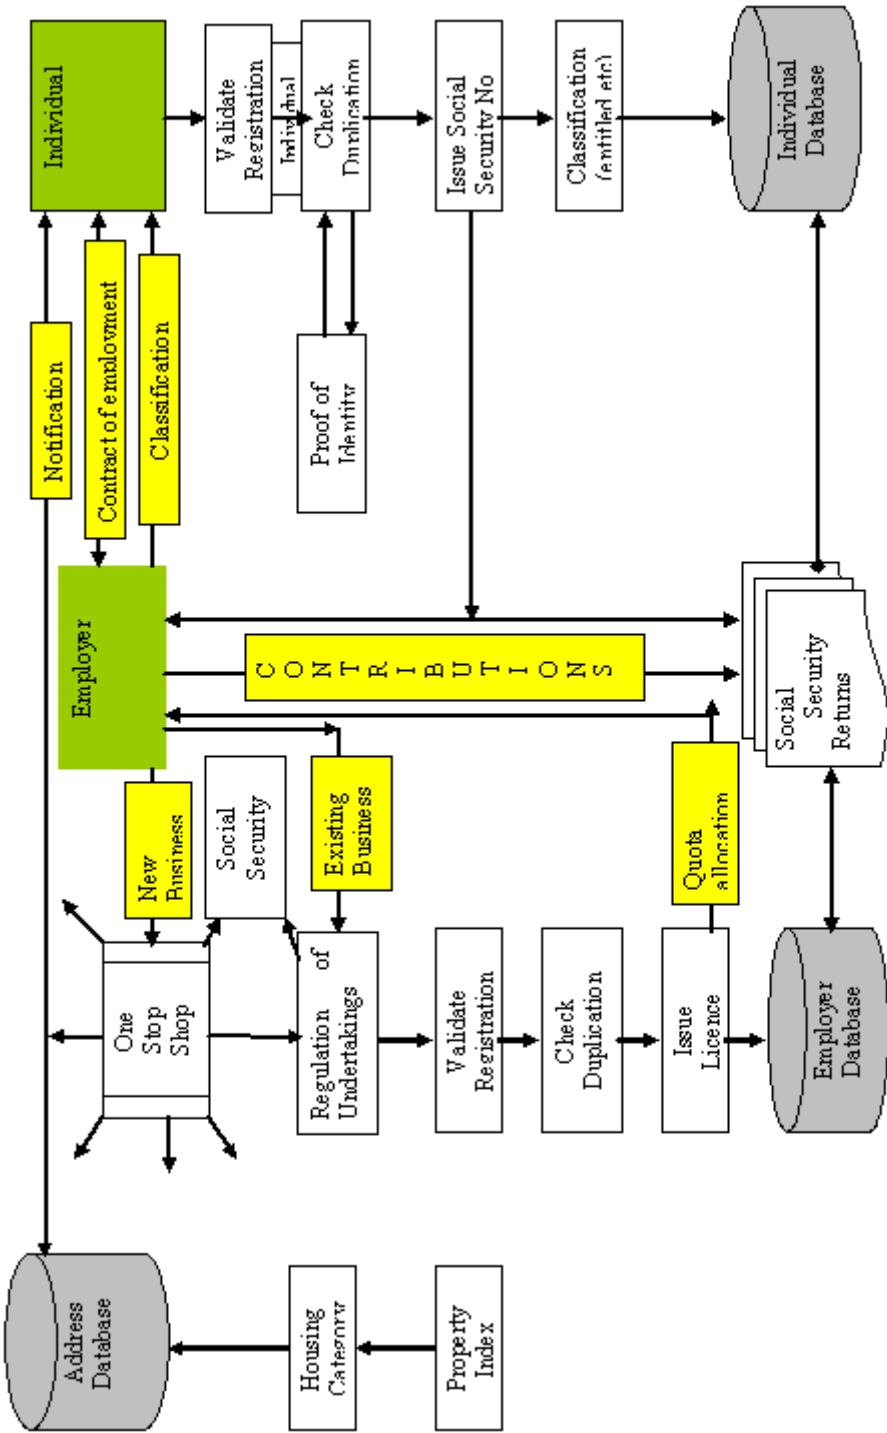 Address
Database
Housing
Category
Property
Index
One
Stop
Shop
New
Business
Social
Security
Existing
Business
Regulation of
Undertakings
Validate
Registration
Check
Duplication
Issue
Licence
Quota
allocation
Employer
Database
Employer
CONTRIBUTIONS
Social
Security
Returns
Notification
Contract of employment
Classification
Individual
Validate
Registration
Individual
Check
Duplication
Proof of
Identity
Issue Social
Security No
Classification
(entitled etc)
Individual
Database